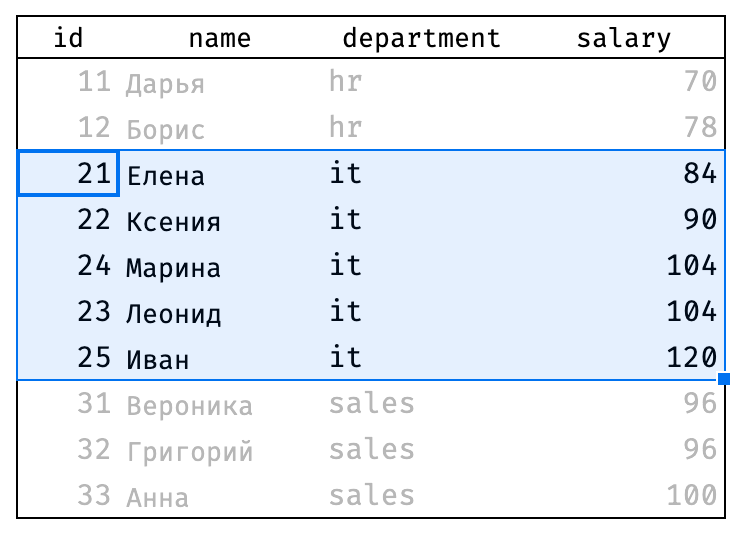 id name department salary
11 Дарья hr 70
12 Борис hr 78
21 Елена it 84
22 Ксения it 90
24 Марина it 104
23 Леонид it 104
25 Иван it 120
31 Вероника sales 96
32 Григорий sales 96
33 Анна sales 100